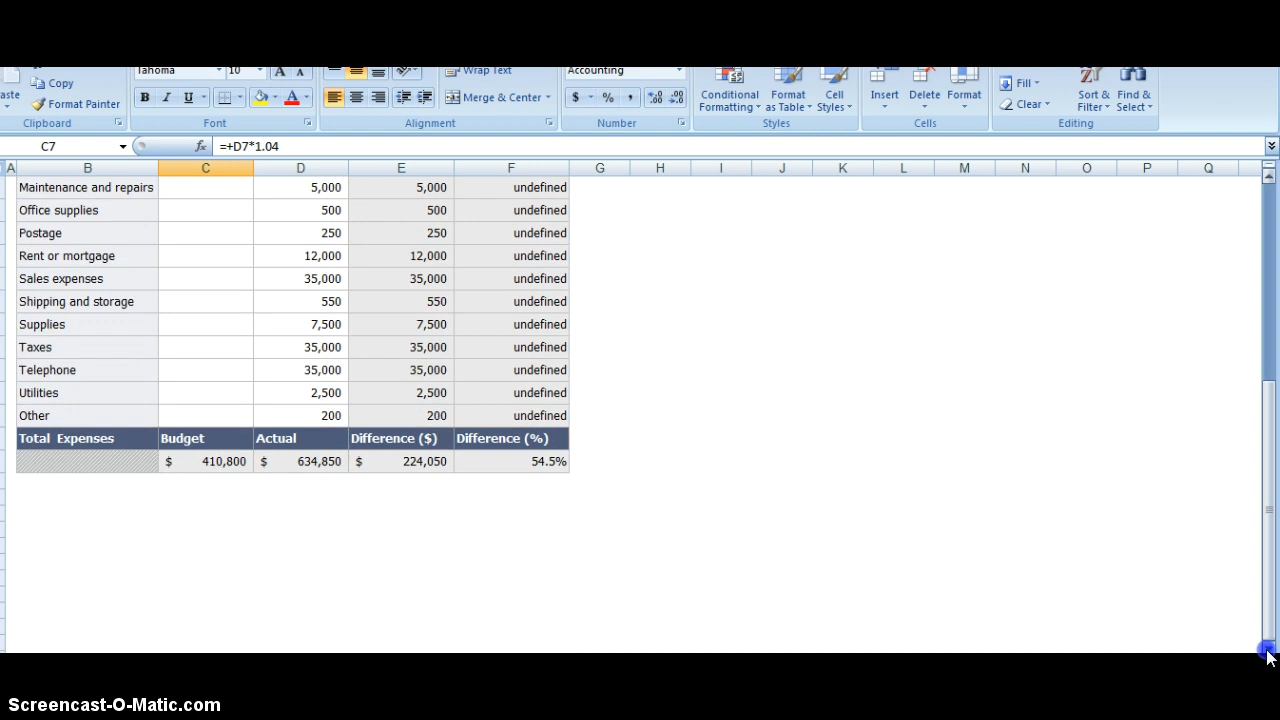 Tahoma 10 A A Wrap Text Accounting
Copy
Paste
Format Painter
B I U A Merge & Center $ % , .0 .00 .00 .0
Conditional Formatting Format as Table Cell Styles Insert Delete Format Fill Clear Sort & Filter Find & Select
Clipboard Font Alignment Number Styles Cells Editing
C7 fx =+D7*1.04
A B C D E F G H I J K L M N O P Q
Maintenance and repairs 5,000 5,000 undefined
Office supplies 500 500 undefined
Postage 250 250 undefined
Rent or mortgage 12,000 12,000 undefined
Sales expenses 35,000 35,000 undefined
Shipping and storage 550 550 undefined
Supplies 7,500 7,500 undefined
Taxes 35,000 35,000 undefined
Telephone 35,000 35,000 undefined
Utilities 2,500 2,500 undefined
Other 200 200 undefined
Total Expenses Budget Actual Difference ($) Difference (%)
$ 410,800 $ 634,850 $ 224,050 54.5%
Screencast-O-Matic.com